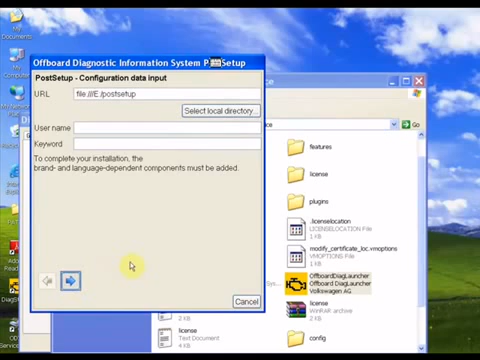 My
Documents
My
Offboard Diagnostic Information System P Setup
PostSetup - Configuration data input
URL
file:///E:/postsetup
Select local directory...
User name
Keyword
To complete your installation, the
brand- and language-dependent components must be added.
Cancel
Go
features
license
plugins
.licenselocation
LICENSELOCATION File
1 KB
modify_certificate_loc.vmoptions
VMOPTIONS File
1 KB
OffboardDiagLauncher
Offboard DiagLauncher
Volkswagen AG
license
WinRAR archive
3 KB
license
Text Document
4 KB
config